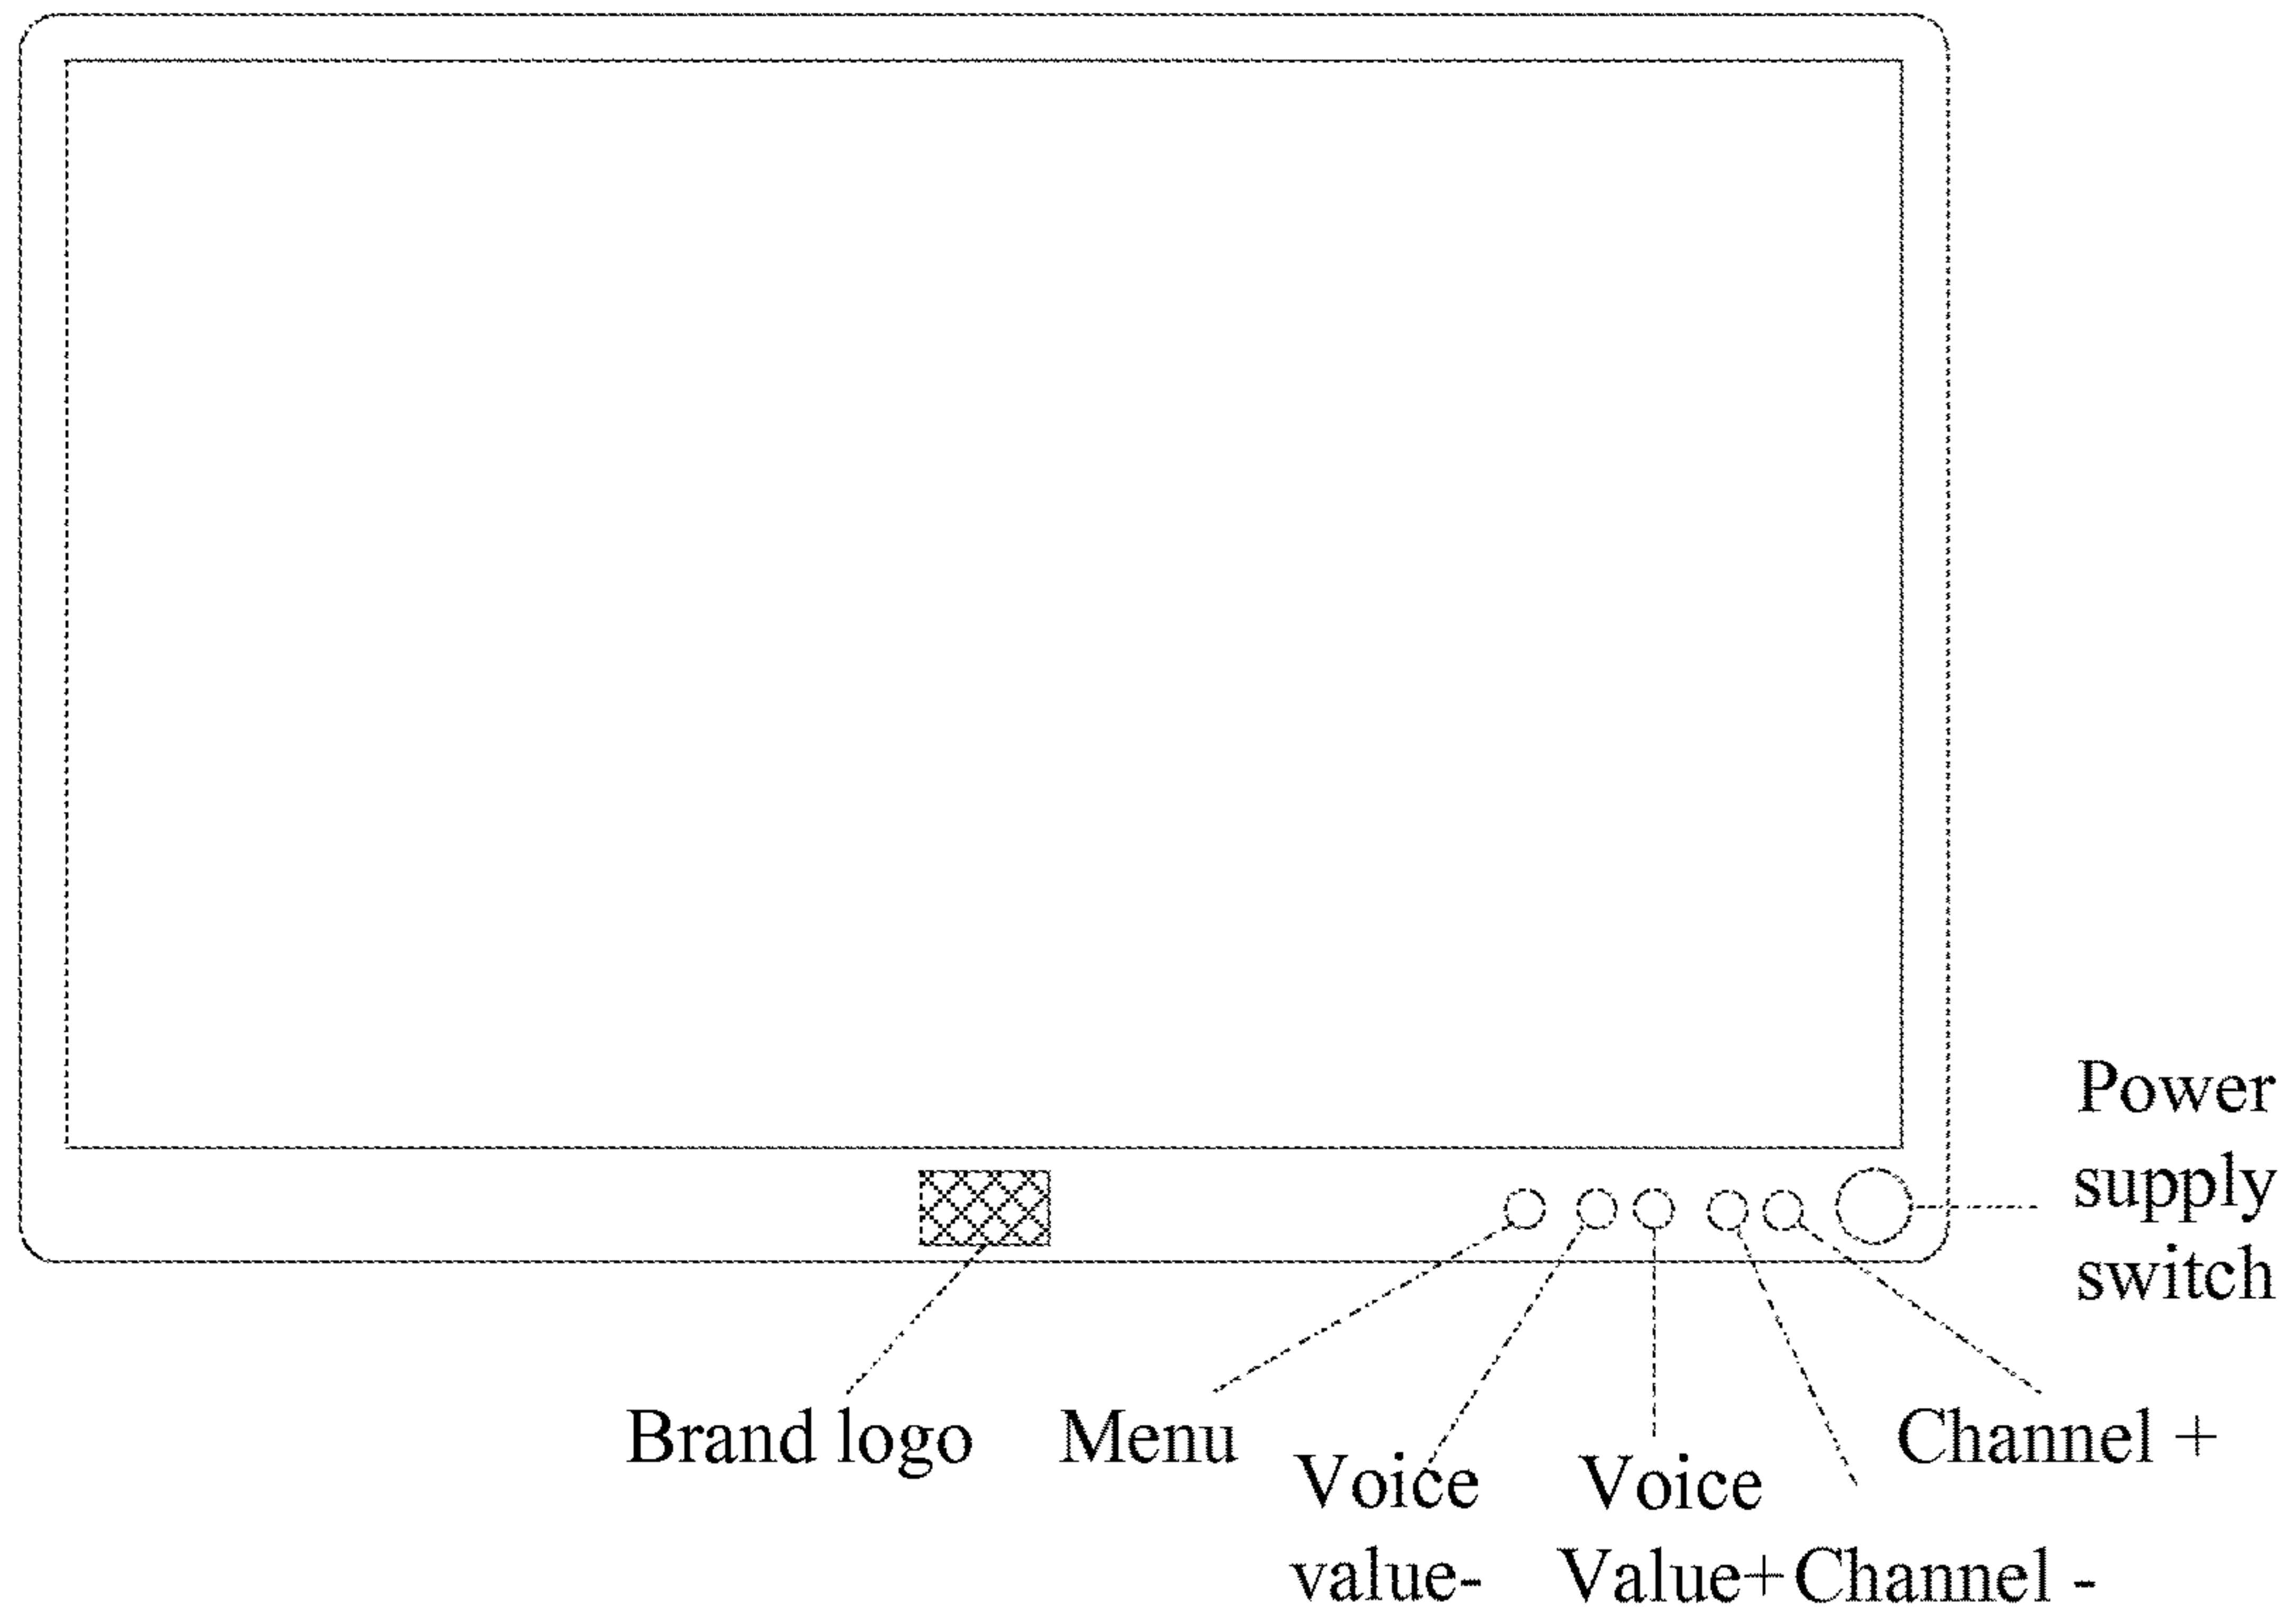 Power
supply
switch
Brand logo
Menu
Channel +
Voice
value-
Voice
Value+
Channel -